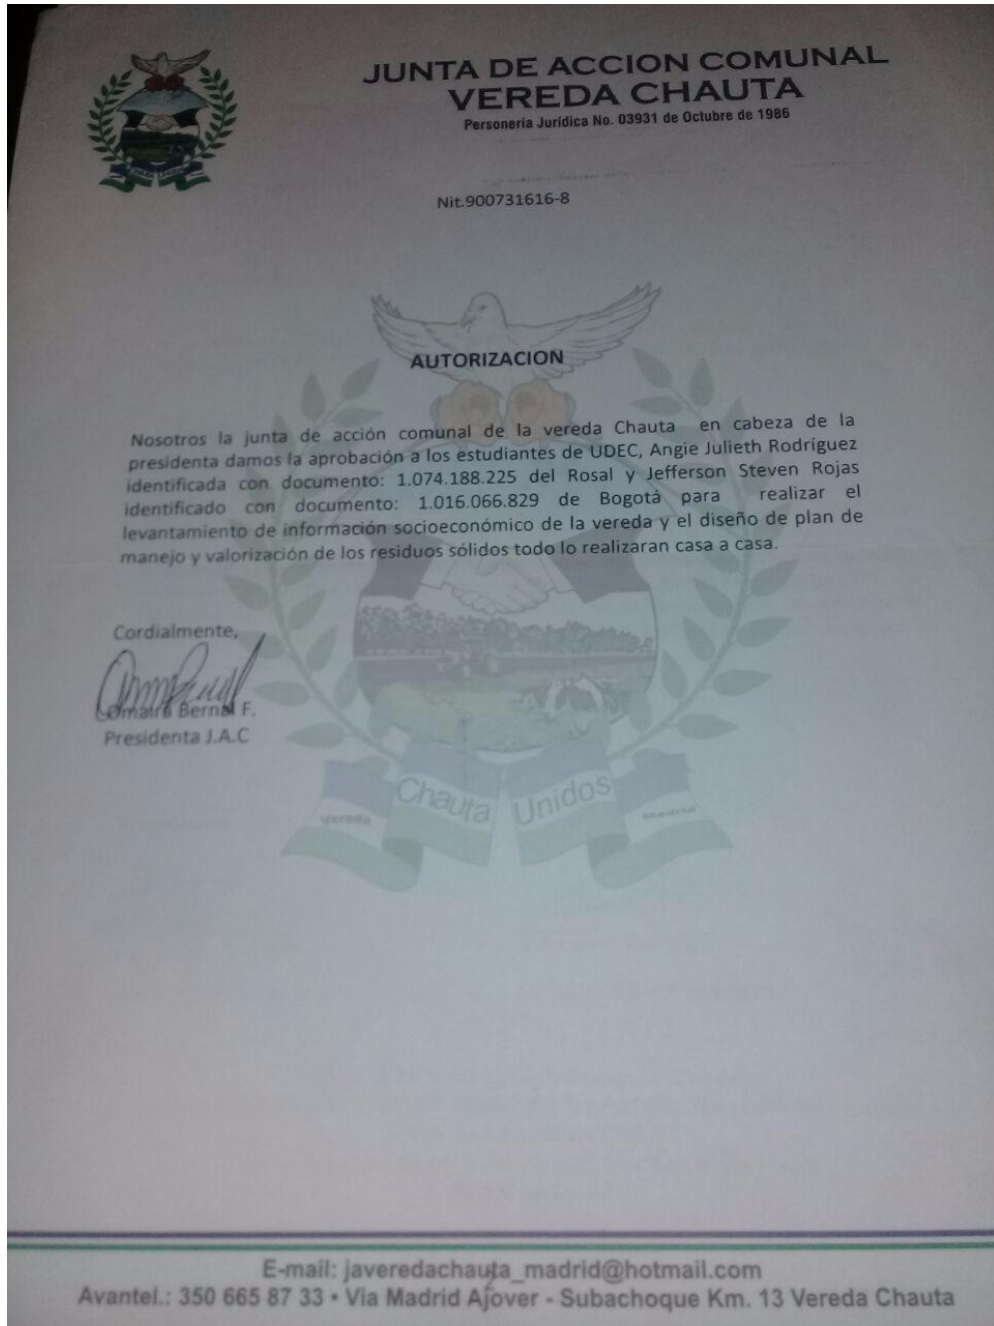 JUNTA DE ACCION COMUNAL
VEREDA CHAUTA
Personería Jurídica No. 03931 de Octubre de 1986
Nit.900731616-8
AUTORIZACION
Nosotros la junta de acción comunal de la vereda Chauta en cabeza de la
presidenta damos la aprobación a los estudiantes de UDEC, Angie Julieth Rodríguez
identificada con documento: 1.074.188.225 del Rosal y Jefferson Steven Rojas
identificado con documento: 1.016.066.829 de Bogotá para realizar el
levantamiento de información socioeconómico de la vereda y el diseño de plan de
manejo y valorización de los residuos sólidos todo lo realizaran casa a casa.
Cordialmente,
Omaira Bernal F.
Presidenta J.A.C
Vereda Chauta Unidos
E-mail: javeredachauta_madrid@hotmail.com
Avantel.: 350 665 87 33 • Via Madrid Ajover - Subachoque Km. 13 Vereda Chauta